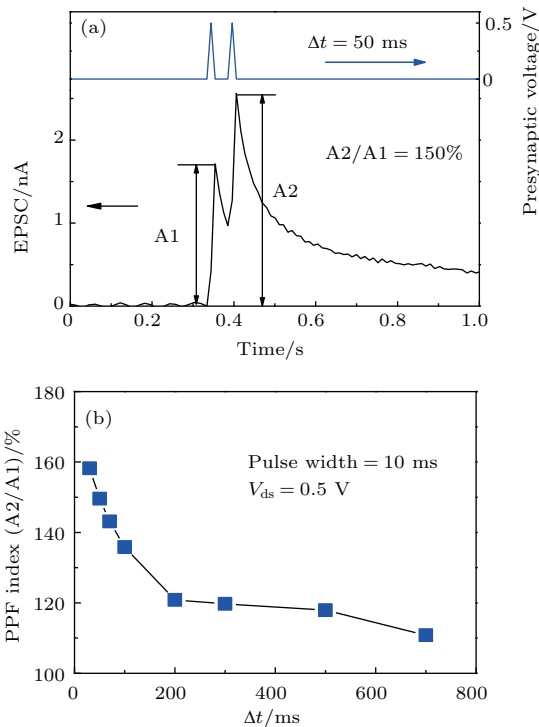 (a)
Δt = 50 ms
0.5
0
Presynaptic voltage/V
A2/A1 = 150%
A1
A2
2
1
0
EPSC/nA
0 0.2 0.4 0.6 0.8 1.0
Time/s
(b)
Pulse width = 10 ms
Vds = 0.5 V
180
160
140
120
100
PPF index (A2/A1)/%
0 200 400 600 800
Δt/ms